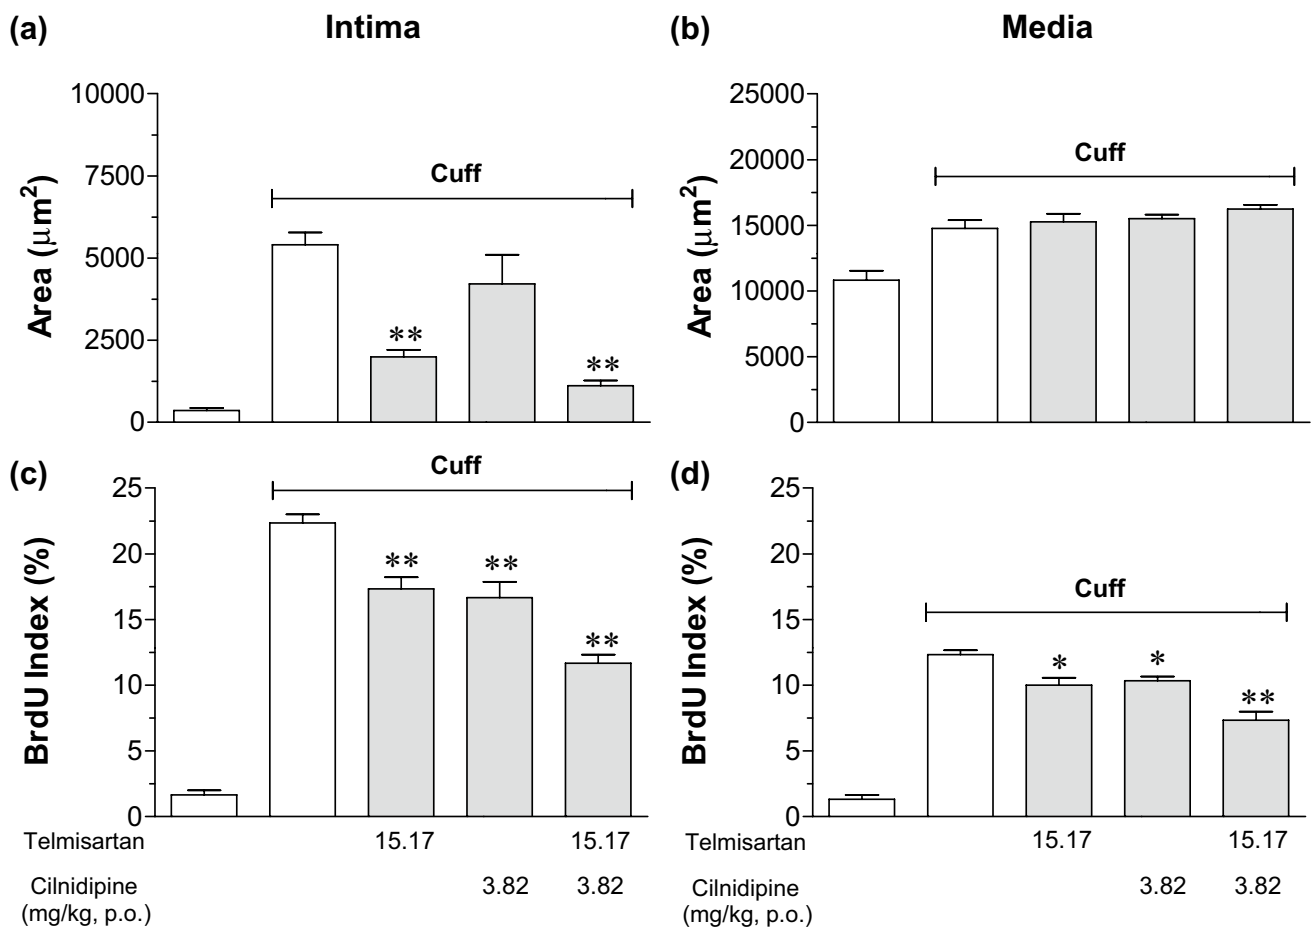 (a) Intima
(b) Media
10000
7500
5000
2500
0
Area (μm²)
Cuff
**
**
25000
20000
15000
10000
5000
0
Area (μm²)
Cuff
(c)
25
20
15
10
5
0
BrdU Index (%)
Cuff
**
**
**
(d)
25
20
15
10
5
0
BrdU Index (%)
Cuff
*
*
**
Telmisartan 15.17 15.17
Cilnidipine 3.82 3.82
(mg/kg, p.o.)
Telmisartan 15.17 15.17
Cilnidipine 3.82 3.82
(mg/kg, p.o.)